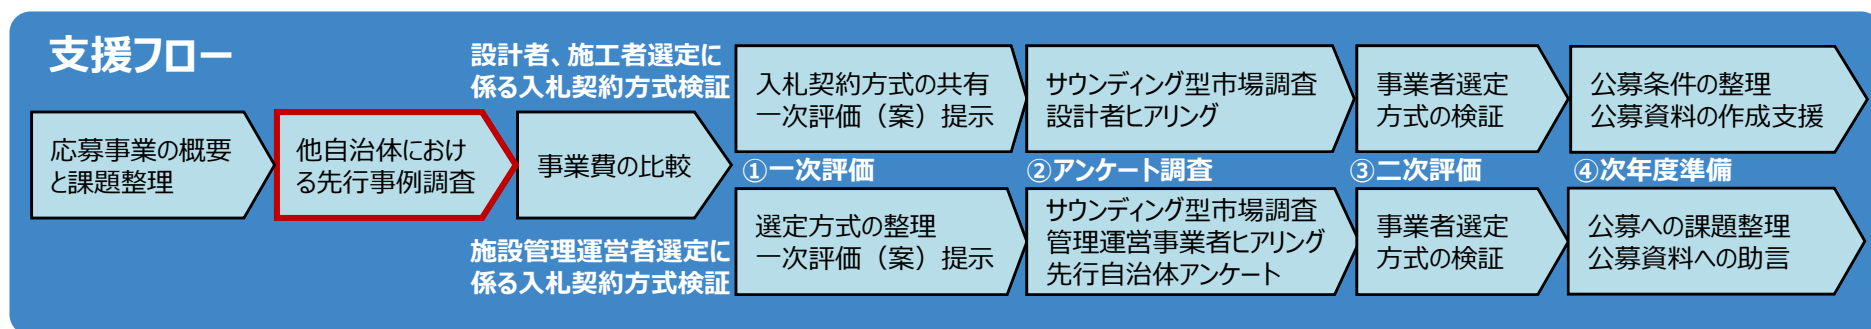 支援フロー
応募事業の概要
と課題整理
他自治体におけ
る先行事例調査
事業費の比較
設計者、施工者選定に
係る入札契約方式検証
入札契約方式の共有
一次評価（案）提示
サウンディング型市場調査
設計者ヒアリング
事業者選定
方式の検証
公募条件の整理
公募資料の作成支援
①一次評価
②アンケート調査
③二次評価
④次年度準備
施設管理運営者選定に
係る入札契約方式検証
選定方式の整理
一次評価（案）提示
サウンディング型市場調査
管理運営事業者ヒアリング
先行自治体アンケート
事業者選定
方式の検証
公募への課題整理
公募資料への助言